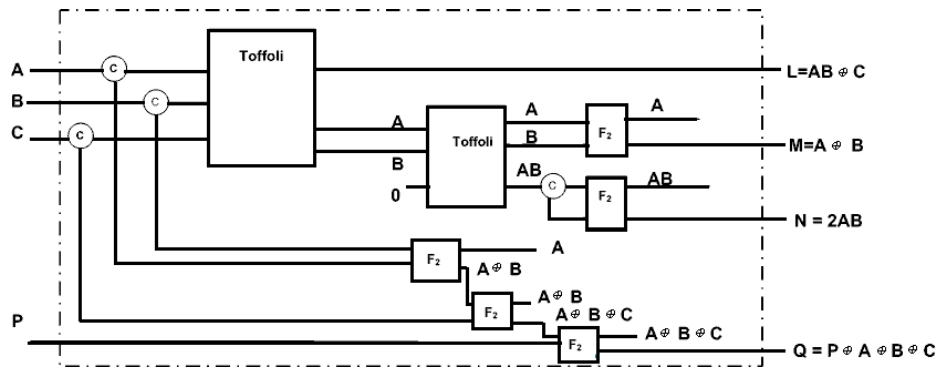 Toffoli
A
C
L=AB ⊕ C
B
C
C
C
A
B
0
Toffoli
A
B
AB
C
F2
A
M=A ⊕ B
F2
AB
N = 2AB
F2
A
A ⊕ B
F2
A ⊕ B
A ⊕ B ⊕ C
P
F2
A ⊕ B ⊕ C
Q = P ⊕ A ⊕ B ⊕ C